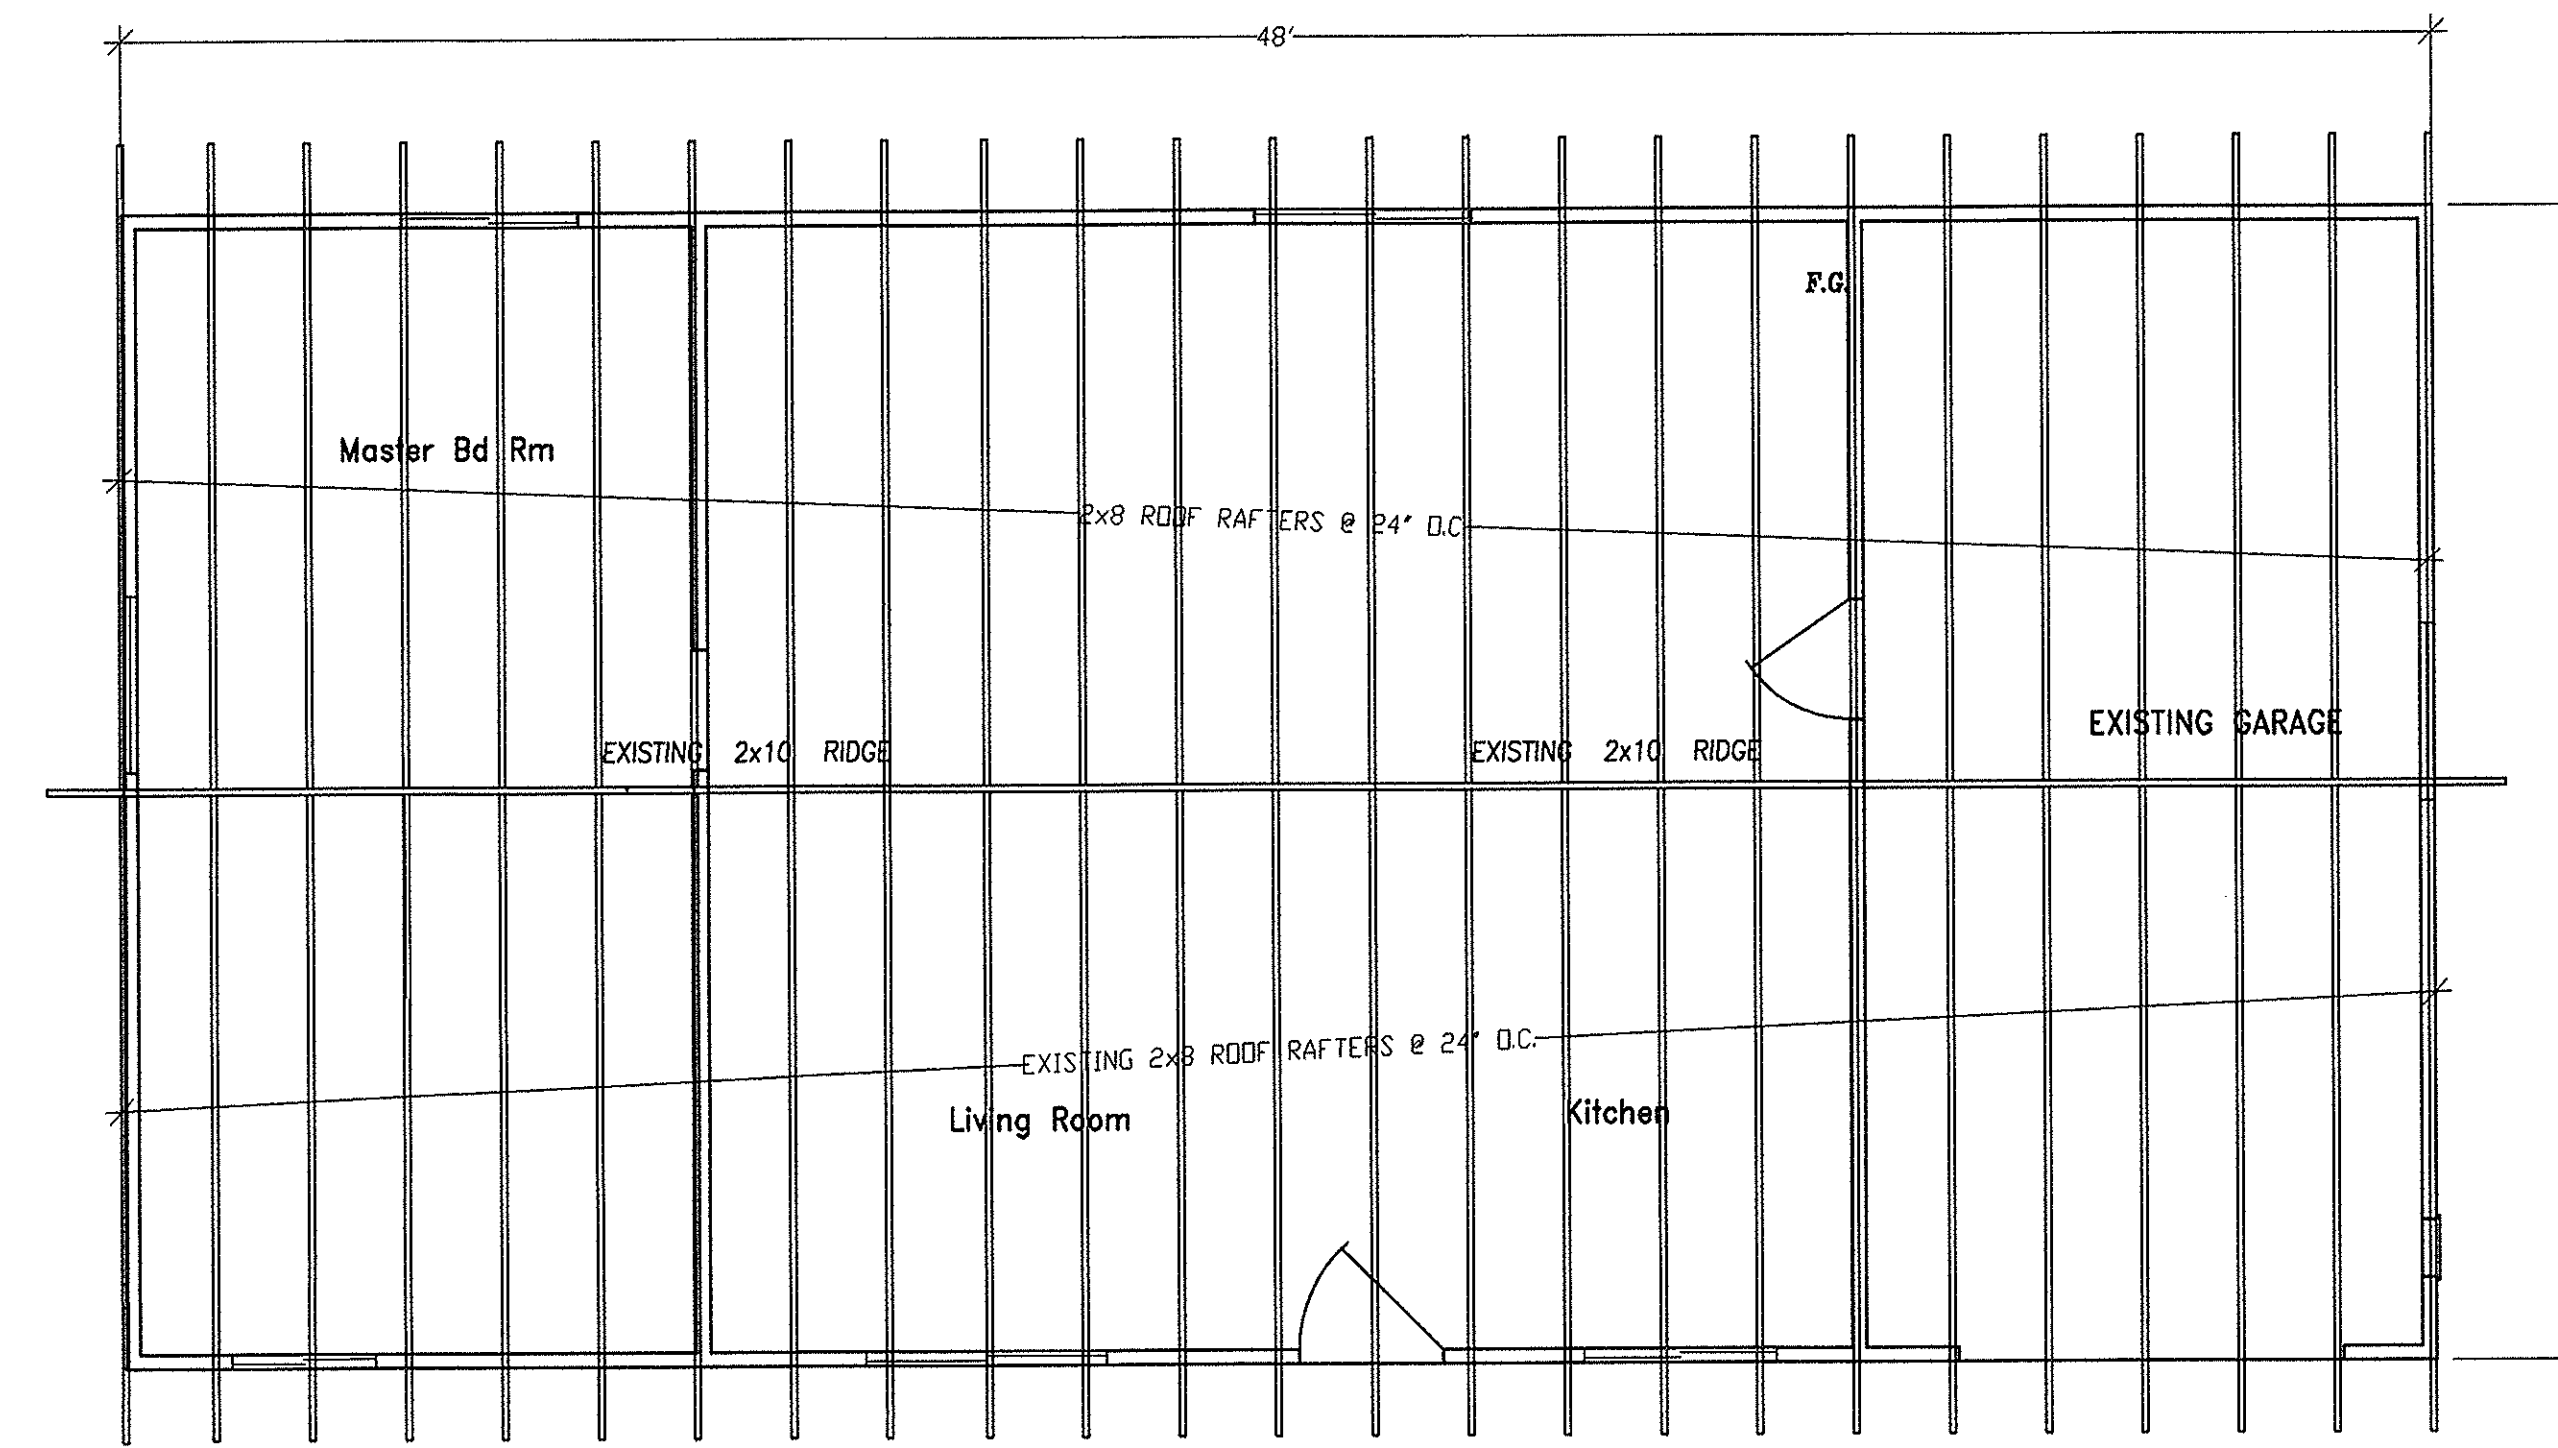 48'
F.G.
Master Bd Rm
2x8 ROOF RAFTERS @ 24" O.C
EXISTING GARAGE
EXISTING 2x10 RIDGE
EXISTING 2x10 RIDGE
EXISTING 2x8 ROOF RAFTERS @ 24" O.C.
Living Room
Kitchen